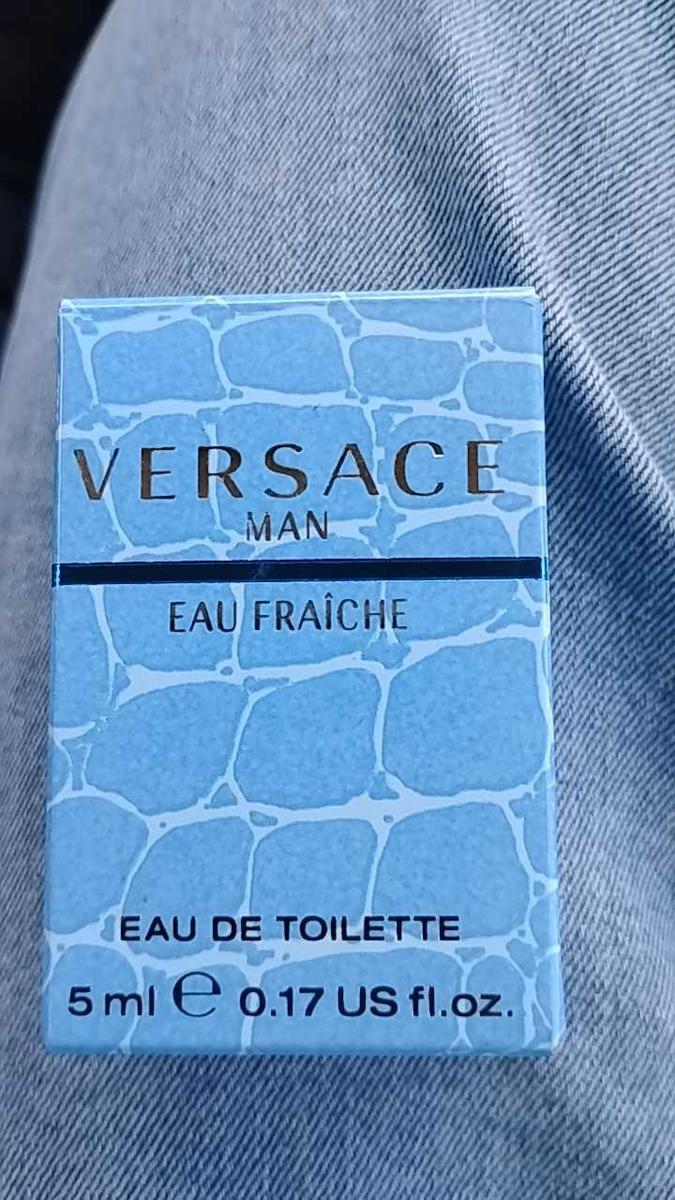 VERSACE
MAN
EAU FRAÎCHE
EAU DE TOILETTE
5 ml ℮ 0.17 US fl.oz.